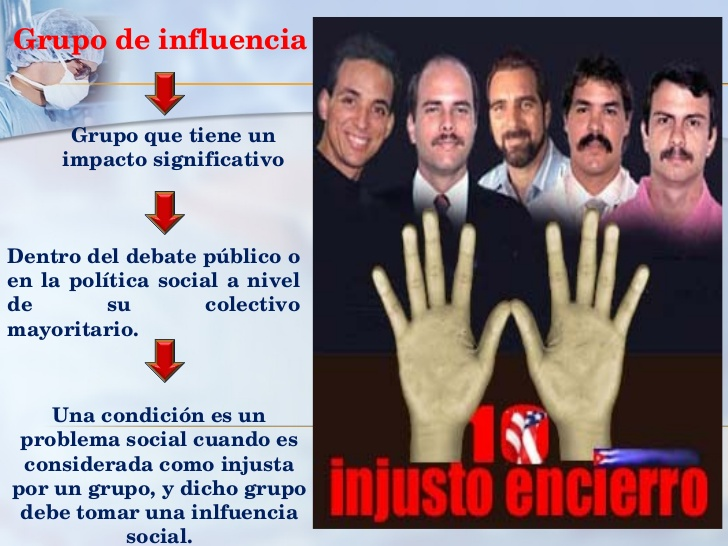 Grupo de influencia
Grupo que tiene un
impacto significativo
Dentro del debate público o
en la política social a nivel
de su colectivo
mayoritario.
Una condición es un
problema social cuando es
considerada como injusta
por un grupo, y dicho grupo
debe tomar una inlfuencia
social.
10
injusto encierro